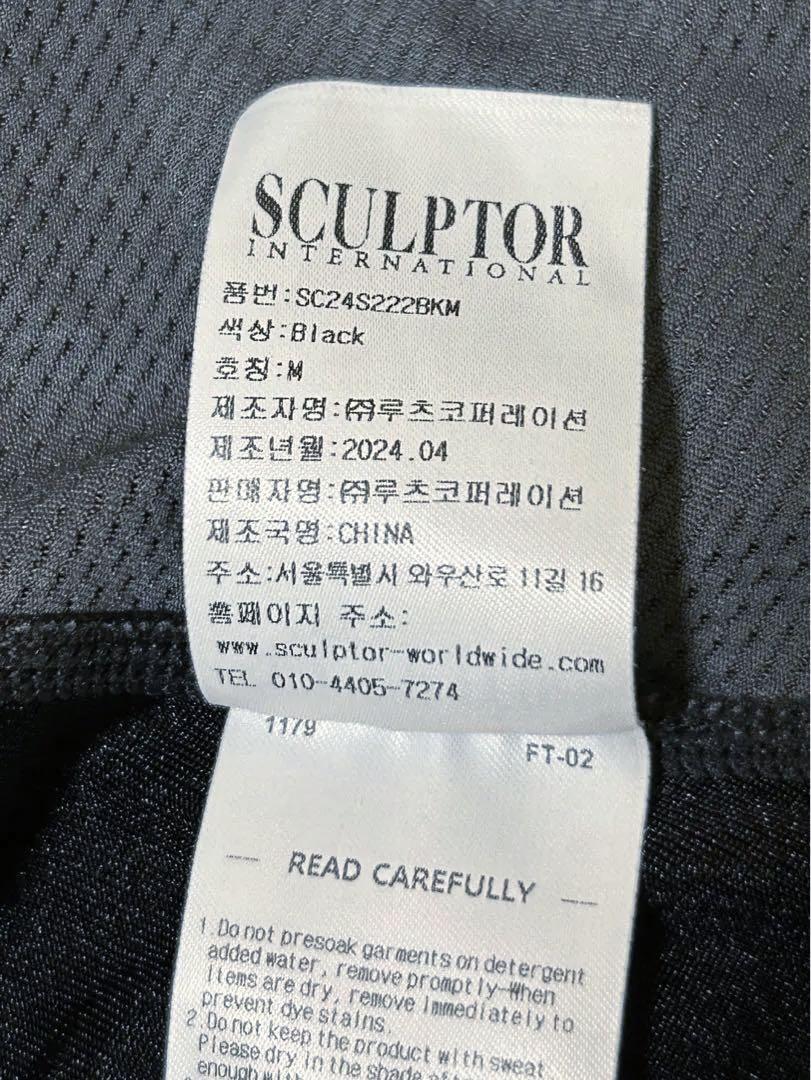 SCULPTOR
INTERNATIONAL
품번:SC24S222BKM
색상:Black
호칭:M
제조자명:㈜루츠코퍼레이션
제조년월:2024.04
판매자명:㈜루츠코퍼레이션
제조국명:CHINA
주소:서울특별시 와우산로 11길 16
홈페이지 주소:
www.sculptor-worldwide.com
TEL 010-4405-7274
1179
FT-02
READ CAREFULLY
1.Do not presoak garments on detergent
added water, remove promptly-When
Items are dry, remove immediately to
prevent dye stains.
2.Do not keep the product with sweat
Please dry in the shade
enough